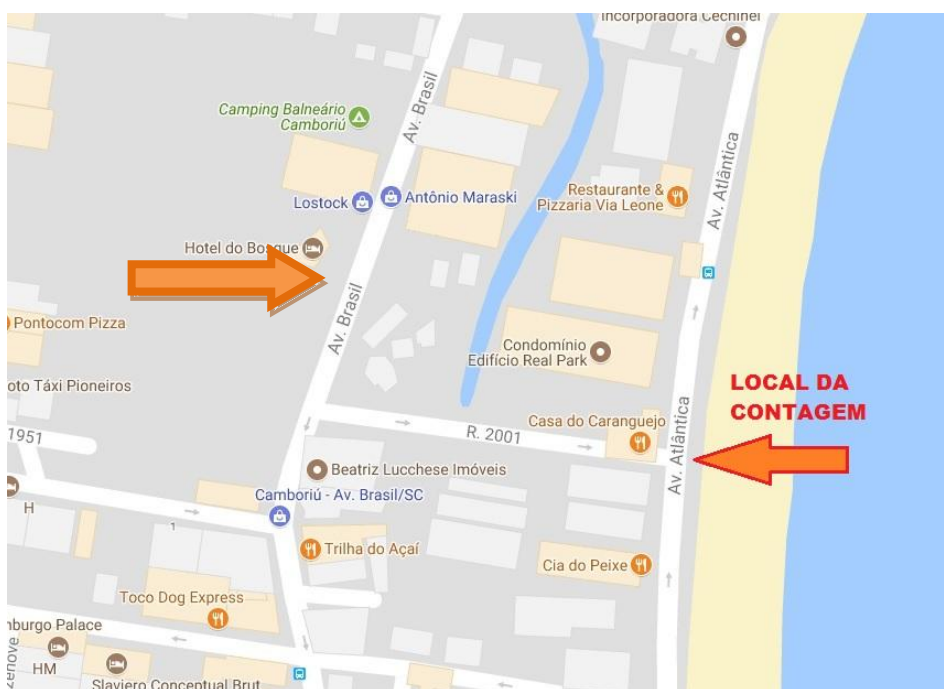 Incorporadora Cechinel
Camping Balneário
Camboriú
Av. Brasil
Av. Atlântica
Lostock
Antônio Maraski
Restaurante &
Pizzaria Via Leone
Hotel do Bosque
Av. Brasil
Pontocom Pizza
Condomínio
Edifício Real Park
oto Táxi Pioneiros
LOCAL DA
CONTAGEM
1951
R. 2001
Casa do Caranguejo
Av. Atlântica
Beatriz Lucchese Imóveis
Camboriú - Av. Brasil/SC
H
1
Trilha do Açaí
Cia do Peixe
Toco Dog Express
nburgo Palace
HM
zenove
Slaviero Conceptual Brut